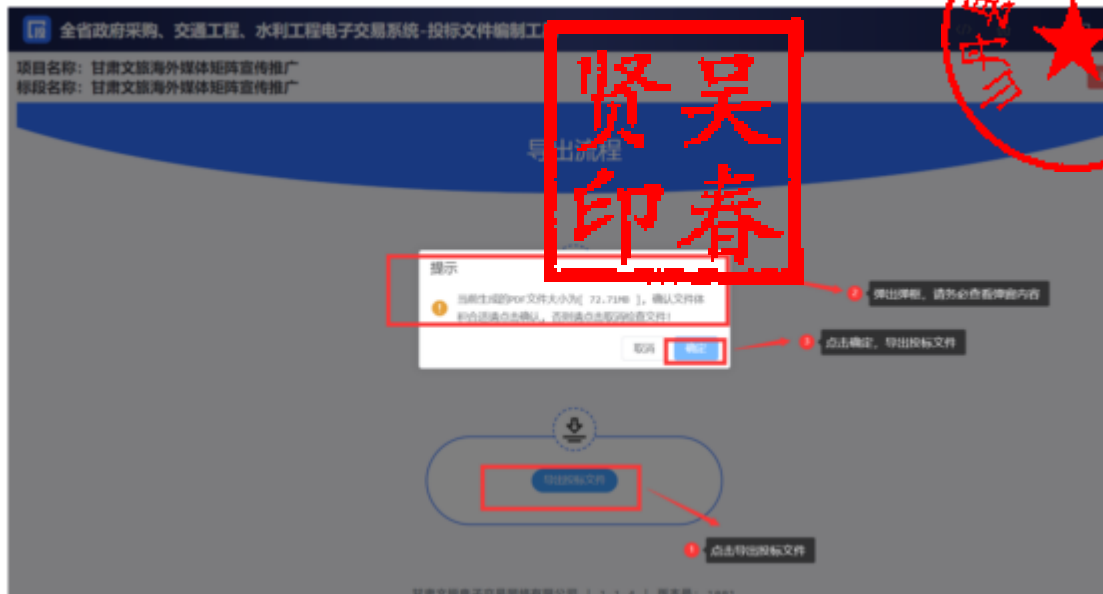 全省政府采购、交通工程、水利工程电子交易系统-投标文件编制工
项目名称：甘肃文旅海外媒体矩阵宣传推广
标段名称：甘肃文旅海外媒体矩阵宣传推广
导出流程
贤吴
印春
提示
当前生成的PDF文件大小为[ 72.71MB ]，确认文件体
积合适请点击确认，否则请点击取消检查文件！
取消 确定
2 弹出弹框，请务必查看弹窗内容
3 点击确定，导出投标文件
导出投标文件
1 点击导出投标文件